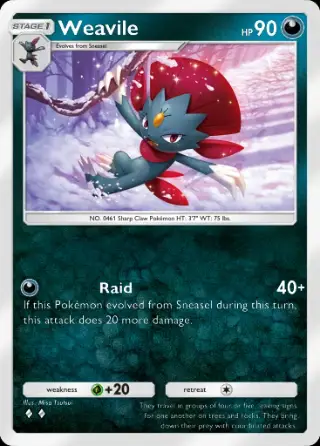 STAGE 1 Weavile HP 90
Evolves from Sneasel
NO. 0461 Sharp Claw Pokémon HT: 3'7" WT: 75 lbs.
Raid 40+
If this Pokémon evolved from Sneasel during this turn,
this attack does 20 more damage.
weakness +20 retreat
Illus. Misa Tsutsui
They travel in groups of four or five, leaving signs
for one another on trees and rocks. They bring
down their prey with coordinated attacks.